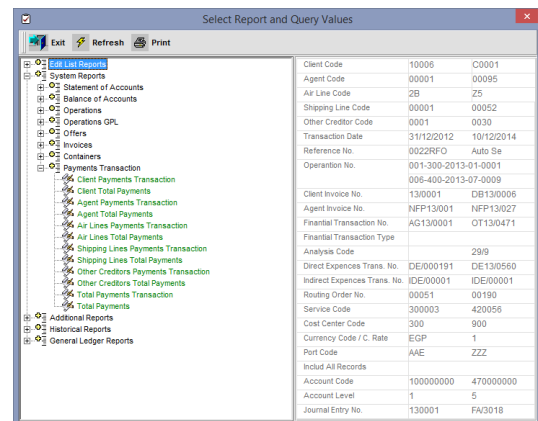 Select Report and Query Values
Exit Refresh Print
Edit List Reports
System Reports
Statement of Accounts
Balance of Accounts
Operations
Operations GPL
Offers
Invoices
Containers
Payments Transaction
Client Payments Transaction
Client Total Payments
Agent Payments Transaction
Agent Total Payments
Air Lines Payments Transaction
Air Lines Total Payments
Shipping Lines Payments Transaction
Shipping Lines Total Payments
Other Creditors Payments Transaction
Other Creditors Total Payments
Total Payments Transaction
Total Payments
Additional Reports
Historical Reports
General Ledger Reports
Client Code 10006 C0001
Agent Code 00001 00095
Air Line Code 2B Z5
Shipping Line Code 00001 00052
Other Creditor Code 0001 0030
Transaction Date 31/12/2012 10/12/2014
Reference No. 0022RFO Auto Se
Operantion No. 001-300-2013-01-0001
006-400-2013-07-0009
Client Invoice No. 13/0001 DB13/0006
Agent Invoice No. NFP13/001 NFP13/027
Finantial Transaction No. AG13/0001 OT13/0471
Finantial Transaction Type
Analysis Code 29/9
Direct Expences Trans. No. DE/000191 DE13/0560
Indirect Expences Trans. No. IDE/00001 IDE/00001
Routing Order No. 00051 00190
Service Code 300003 420056
Cost Center Code 300 900
Currency Code / C. Rate EGP 1
Port Code AAE ZZZ
Includ All Records
Account Code 100000000 470000000
Account Level 1 5
Journal Entry No. 130001 FA/3018